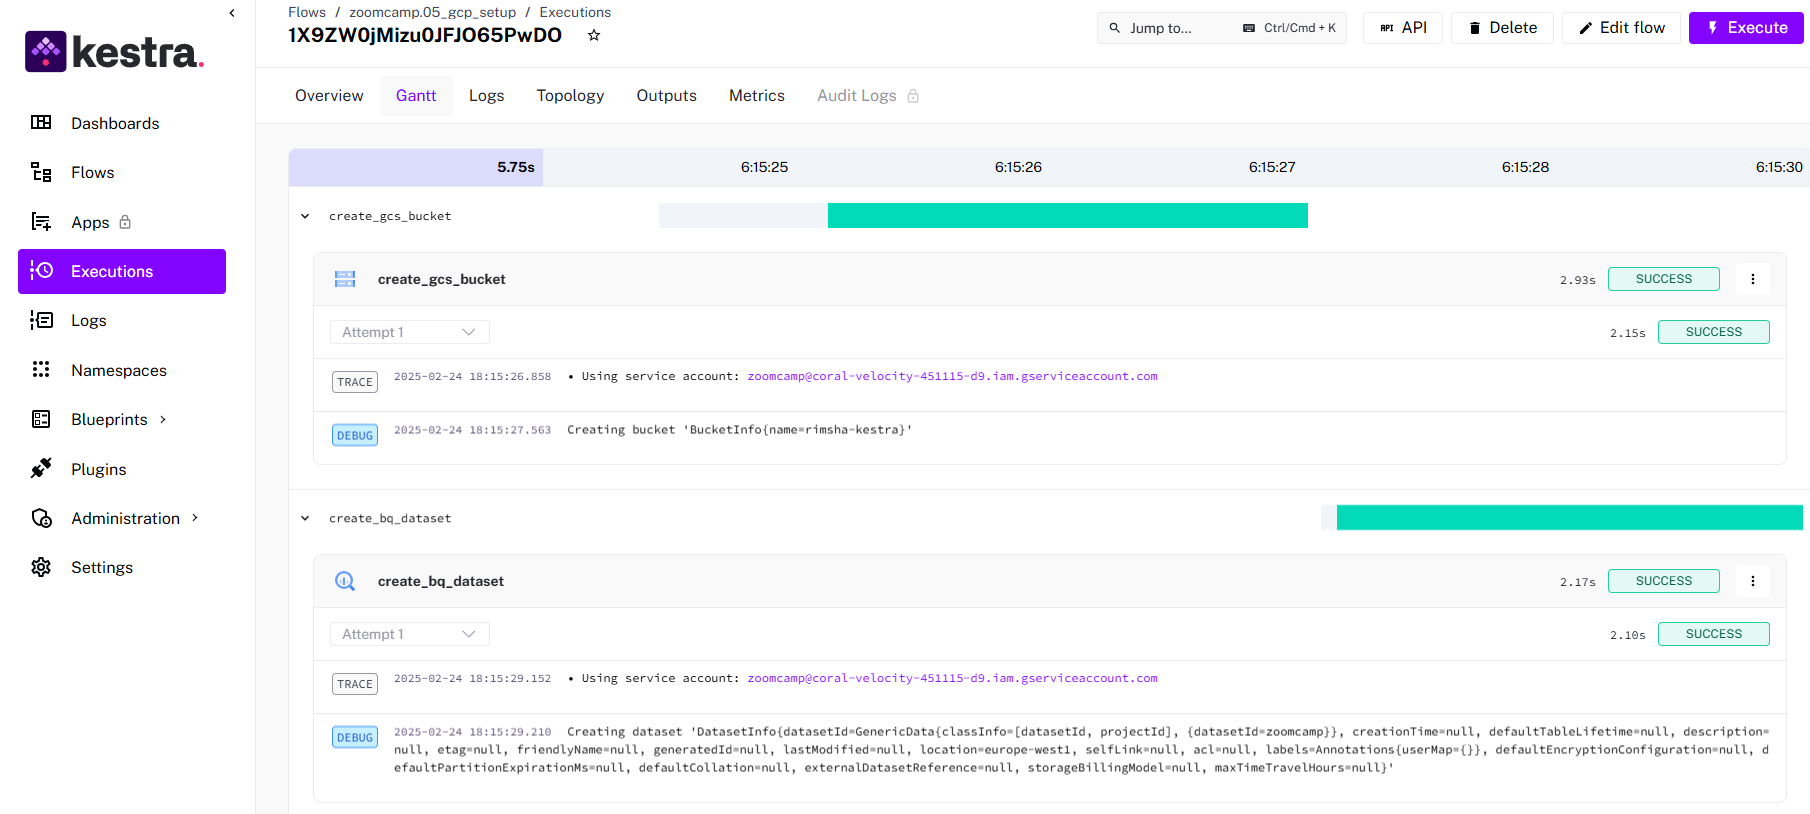 kestra.
Dashboards
Flows
Apps
Executions
Logs
Namespaces
Blueprints
Plugins
Administration
Settings
Flows / zoomcamp.05_gcp_setup / Executions
1X9ZW0jMizu0JFJO65PwDO
Jump to... Ctrl/Cmd + K
API API
Delete
Edit flow
Execute
Overview Gantt Logs Topology Outputs Metrics Audit Logs
5.75s 6:15:25 6:15:26 6:15:27 6:15:28 6:15:30
create_gcs_bucket
create_gcs_bucket 2.93s SUCCESS
Attempt 1 2.15s SUCCESS
TRACE 2025-02-24 18:15:26.858 • Using service account: zoomcamp@coral-velocity-451115-d9.iam.gserviceaccount.com
DEBUG 2025-02-24 18:15:27.563 Creating bucket 'BucketInfo{name=rimsha-kestra}'
create_bq_dataset
create_bq_dataset 2.17s SUCCESS
Attempt 1 2.10s SUCCESS
TRACE 2025-02-24 18:15:29.152 • Using service account: zoomcamp@coral-velocity-451115-d9.iam.gserviceaccount.com
DEBUG 2025-02-24 18:15:29.210 Creating dataset 'DatasetInfo{datasetId=GenericData{classInfo=[datasetId, projectId], {datasetId=zoomcamp}}, creationTime=null, defaultTableLifetime=null, description=
null, etag=null, friendlyName=null, generatedId=null, lastModified=null, location=europe-west1, selfLink=null, acl=null, labels=Annotations{userMap={}}, defaultEncryptionConfiguration=null, d
efaultPartitionExpirationMs=null, defaultCollation=null, externalDatasetReference=null, storageBillingModel=null, maxTimeTravelHours=null}'